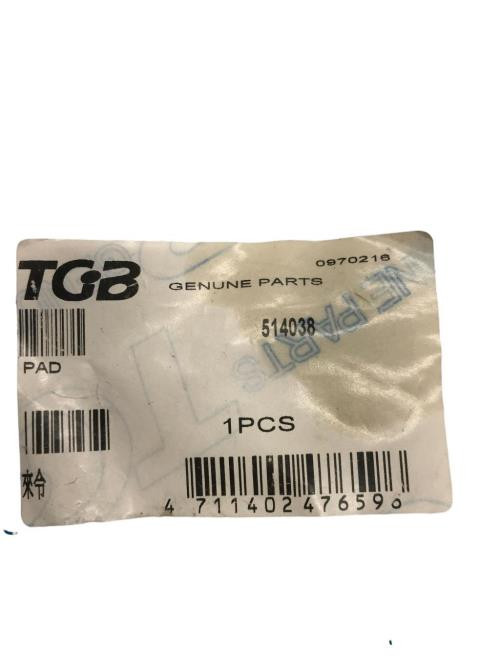 TGB
GENUNE PARTS
0970216
514038
PAD
1PCS
來令
4 711402 476596